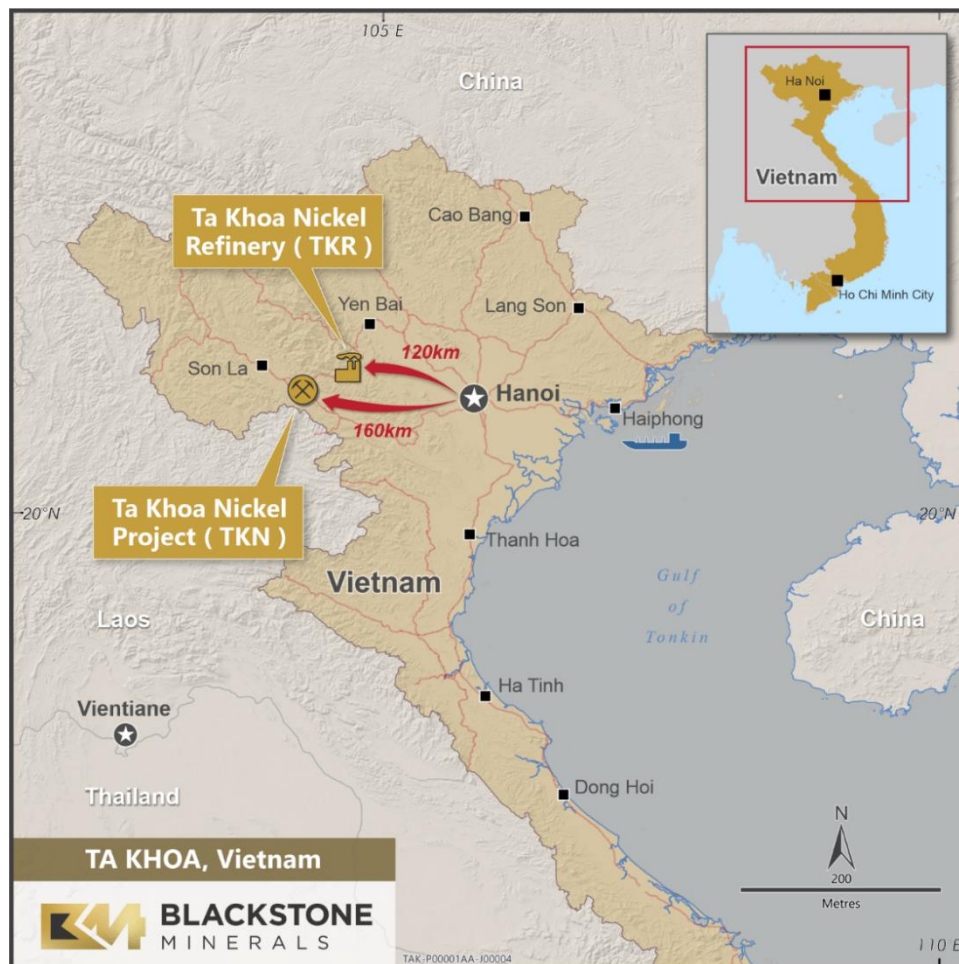 105°E
China
Ha Noi
Vietnam
Ho Chi Minh City
Ta Khoa Nickel
Refinery ( TKR )
Cao Bang
Yen Bai
Lang Son
Son La
120km
Hanoi
160km
Haiphong
Ta Khoa Nickel
Project ( TKN )
20°N
20°N
Thanh Hoa
Vietnam
Gulf
of
Tonkin
China
Laos
Ha Tinh
Vientiane
Dong Hoi
Thailand
N
200
Metres
TA KHOA, Vietnam
BLACKSTONE
MINERALS
TAK-P00001AA-J00004
110 E